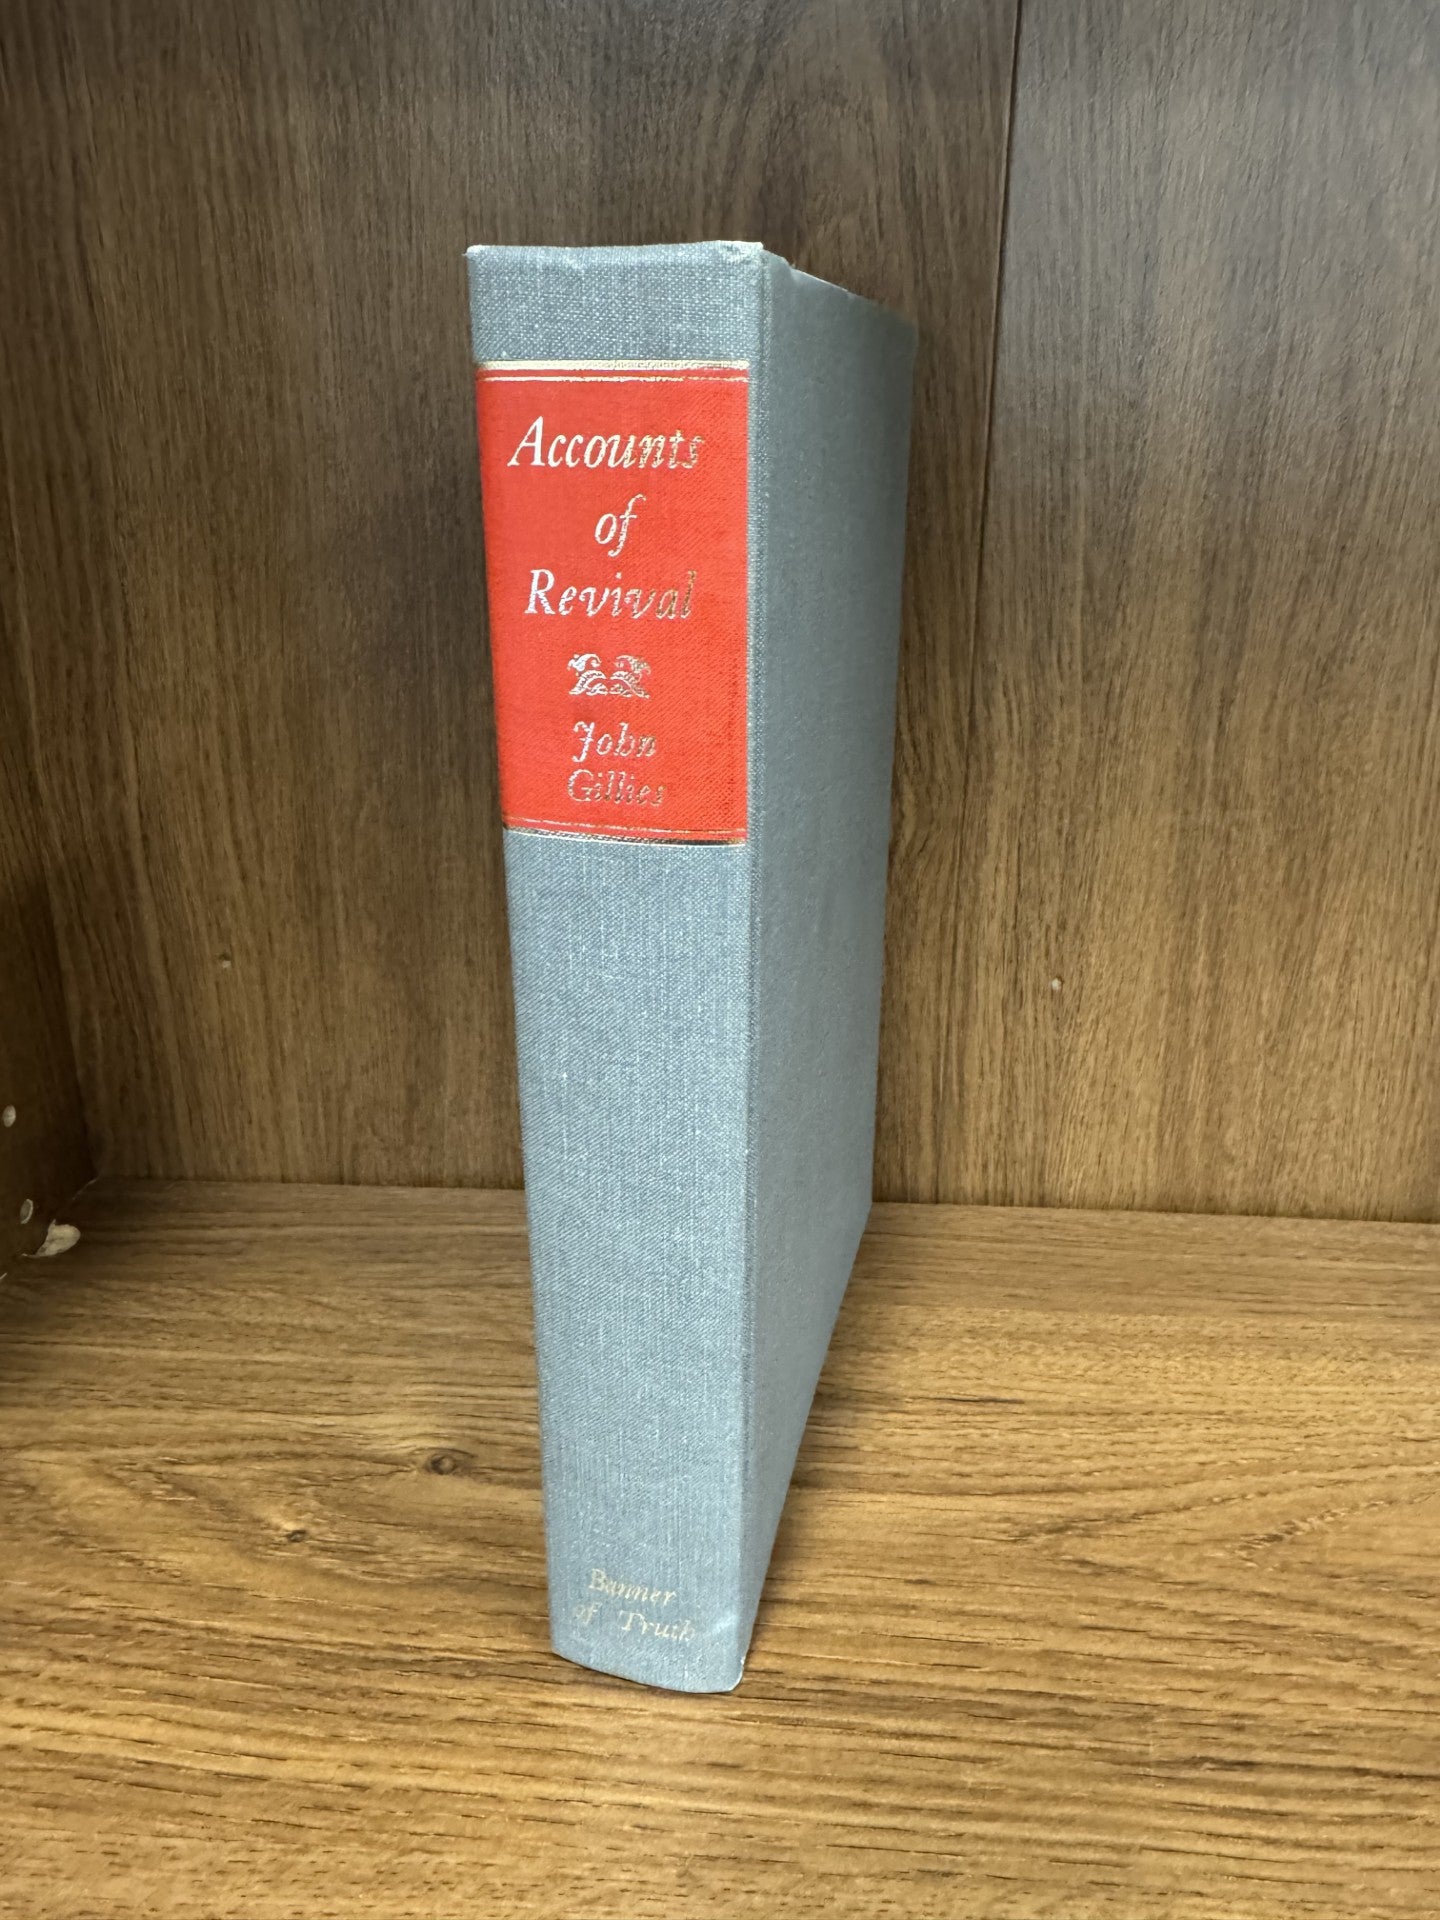 Accounts
of
Revival
John
Gillies
Banner
of Truth